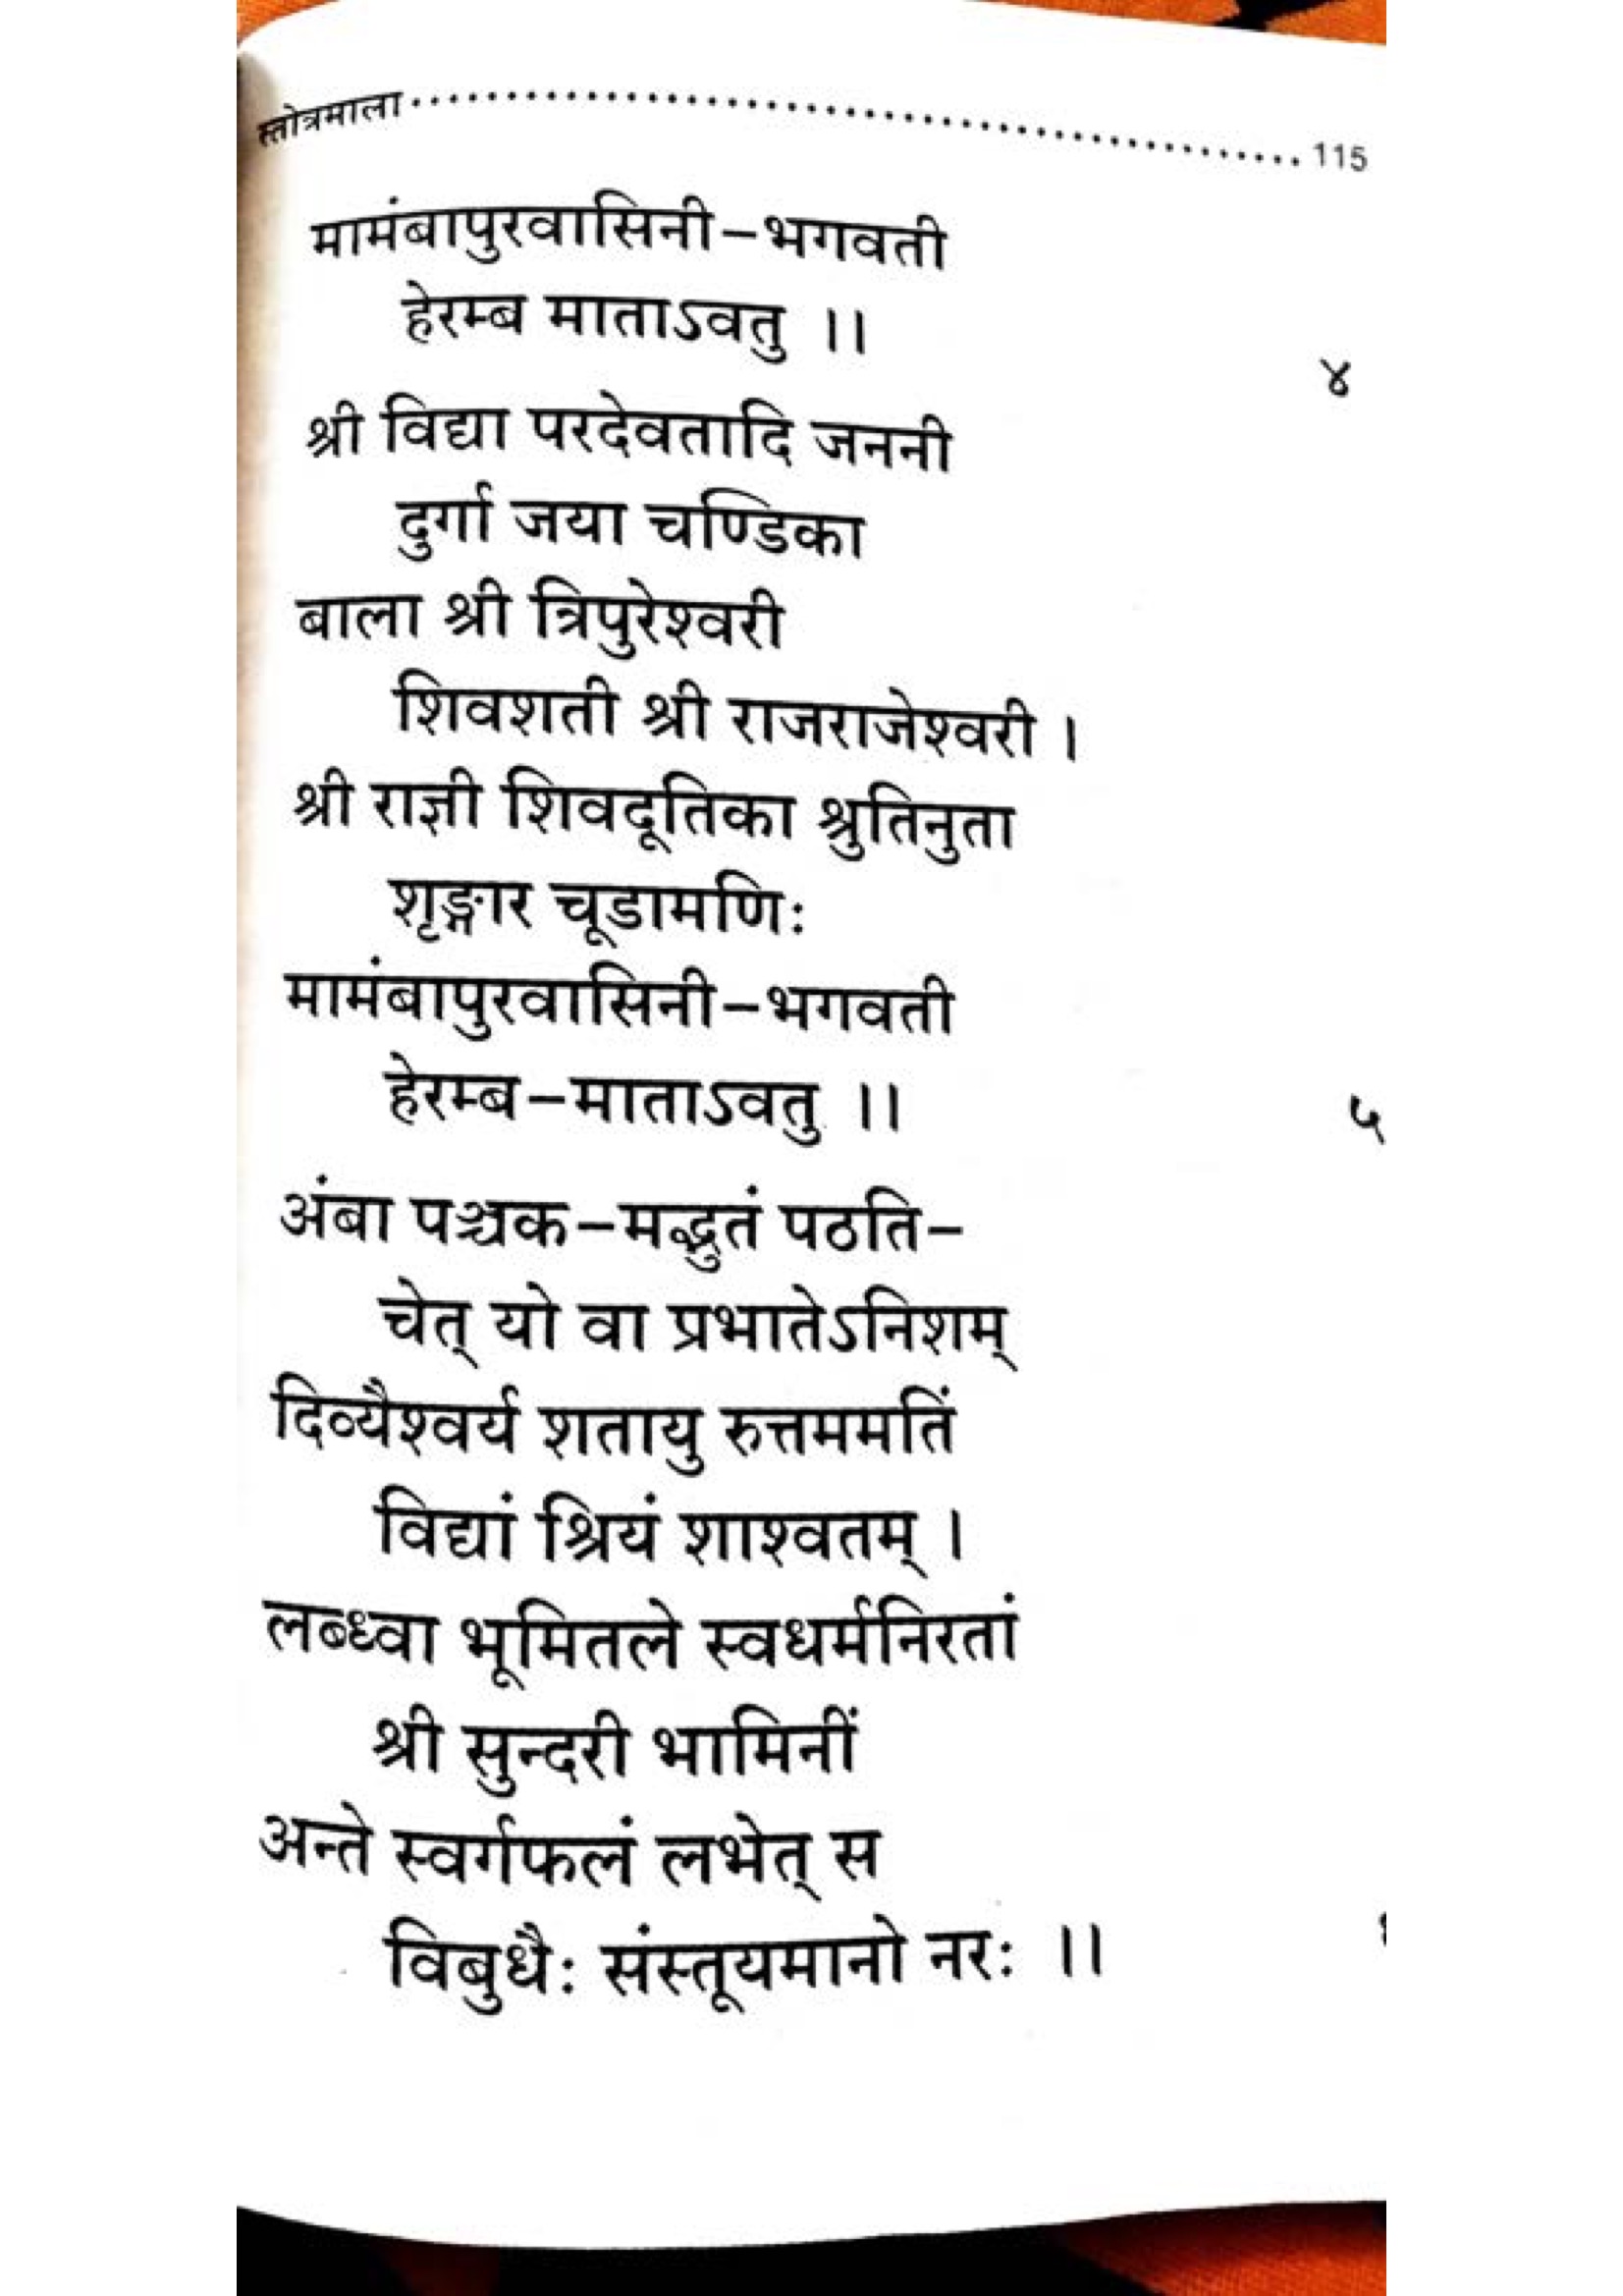 स्तोत्रमाला........................................................ 115
मामंबापुरवासिनी–भगवती
हेरम्ब माताऽवतु ।।
४
श्री विद्या परदेवतादि जननी
दुर्गा जया चण्डिका
बाला श्री त्रिपुरेश्वरी
शिवशती श्री राजराजेश्वरी ।
श्री राज्ञी शिवदूतिका श्रुतिनुता
शृङ्गार चूडामणिः
मामंबापुरवासिनी–भगवती
हेरम्ब–माताऽवतु ।।
५
अंबा पञ्चक–मद्भुतं पठति–
चेत् यो वा प्रभातेऽनिशम्
दिव्यैश्वर्य शतायु रुत्तममतिं
विद्यां श्रियं शाश्वतम् ।
लब्ध्वा भूमितले स्वधर्मनिरतां
श्री सुन्दरी भामिनीं
अन्ते स्वर्गफलं लभेत् स
विबुधैः संस्तूयमानो नरः ।।